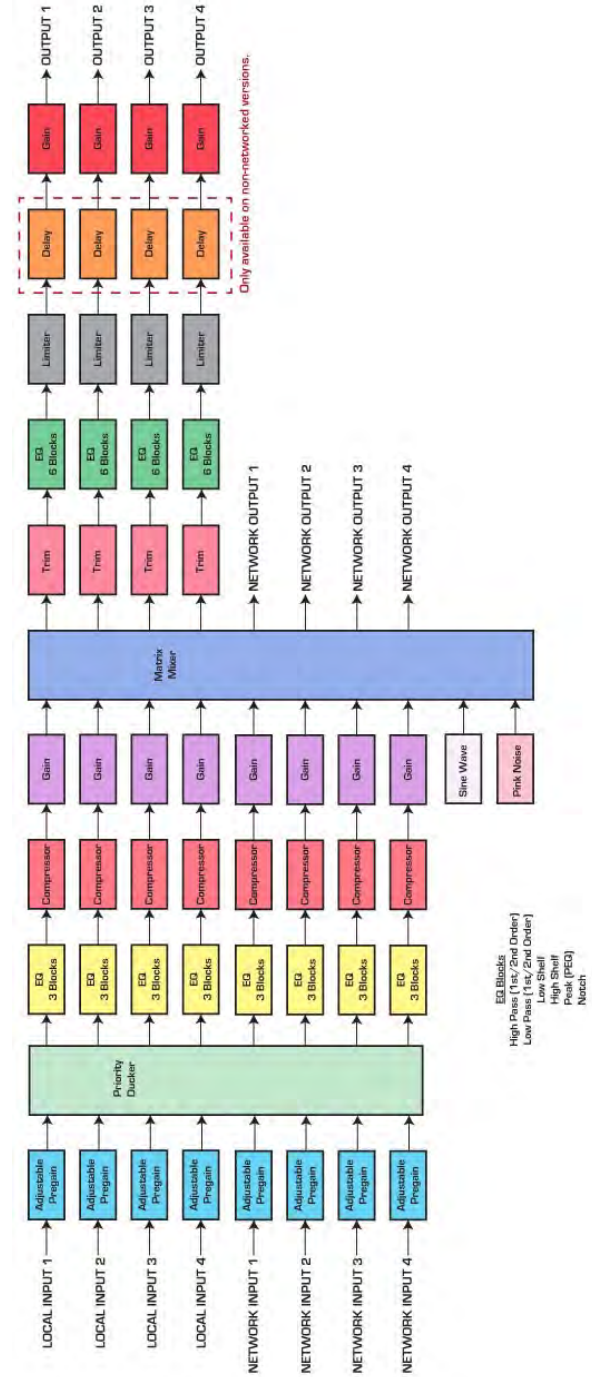 LOCAL INPUT 1
LOCAL INPUT 2
LOCAL INPUT 3
LOCAL INPUT 4
NETWORK INPUT 1
NETWORK INPUT 2
NETWORK INPUT 3
NETWORK INPUT 4
Adjustable
Pregain
Adjustable
Pregain
Adjustable
Pregain
Adjustable
Pregain
Adjustable
Pregain
Adjustable
Pregain
Adjustable
Pregain
Adjustable
Pregain
Priority
Ducker
EQ
3 Blocks
EQ
3 Blocks
EQ
3 Blocks
EQ
3 Blocks
EQ
3 Blocks
EQ
3 Blocks
EQ
3 Blocks
EQ
3 Blocks
Compressor
Compressor
Compressor
Compressor
Compressor
Compressor
Compressor
Compressor
Gain
Gain
Gain
Gain
Gain
Gain
Gain
Gain
Sine Wave
Pink Noise
Matrix
Mixer
Trim
Trim
Trim
Trim
NETWORK OUTPUT 1
NETWORK OUTPUT 2
NETWORK OUTPUT 3
NETWORK OUTPUT 4
EQ
6 Blocks
EQ
6 Blocks
EQ
6 Blocks
EQ
6 Blocks
Limiter
Limiter
Limiter
Limiter
Delay
Delay
Delay
Delay
Only available on non-networked versions.
Gain
Gain
Gain
Gain
OUTPUT 1
OUTPUT 2
OUTPUT 3
OUTPUT 4
EQ Blocks
High Pass (1st/2nd Order)
Low Pass (1st/2nd Order)
Low Shelf
High Shelf
Peak (PEQ)
Notch